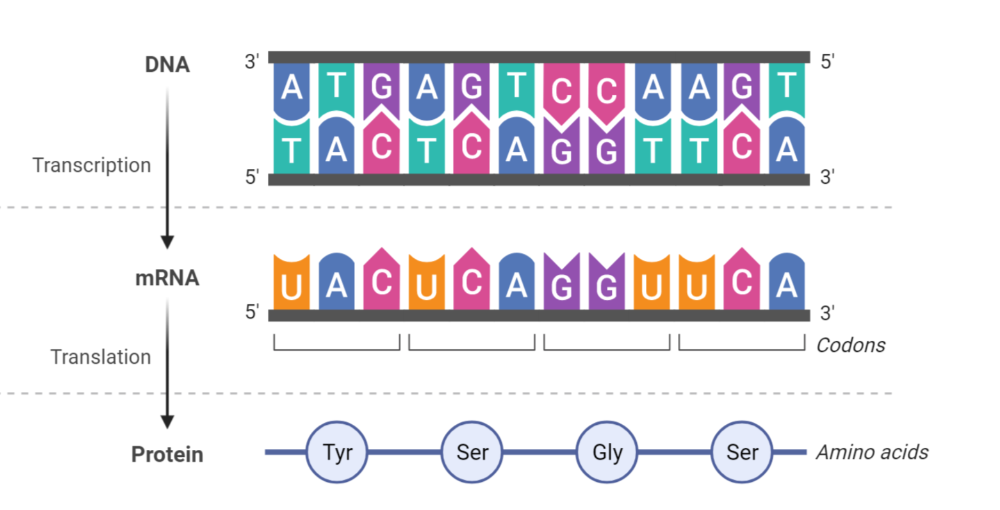 DNA
3' 5'
A T G A G T C C A A G T
T A C T C A G G T T C A
Transcription
5' 3'
mRNA
U A C U C A G G U U C A
5' 3'
Codons
Translation
Protein
Tyr Ser Gly Ser Amino acids